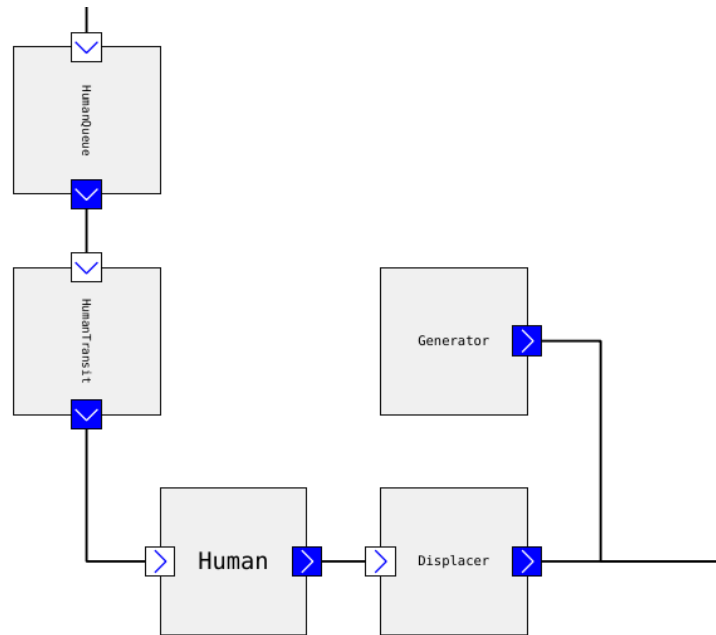 HumanQueue
HumanTransit
Generator
Human
Displacer